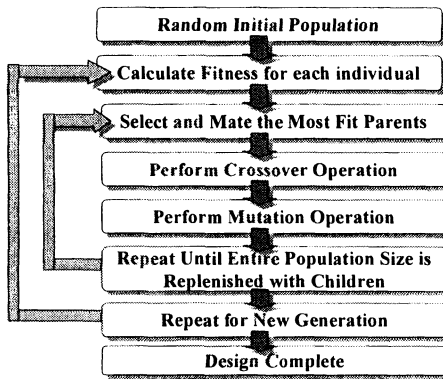 Random Initial Population
Calculate Fitness for each individual
Select and Mate the Most Fit Parents
Perform Crossover Operation
Perform Mutation Operation
Repeat Until Entire Population Size is
Replenished with Children
Repeat for New Generation
Design Complete